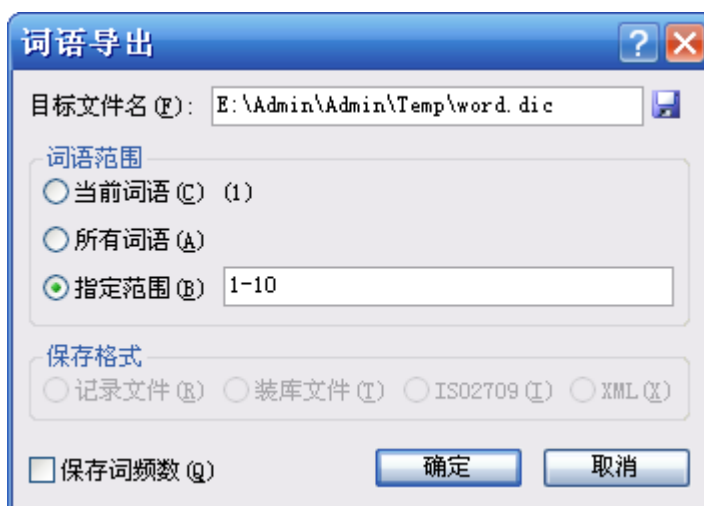 词语导出
目标文件名(F): E:\Admin\Admin\Temp\word.dic
词语范围
当前词语(C) (1)
所有词语(A)
指定范围(B) 1-10
保存格式
记录文件(R) 装库文件(T) ISO2709(I) XML(X)
保存词频数(Q) 确定 取消